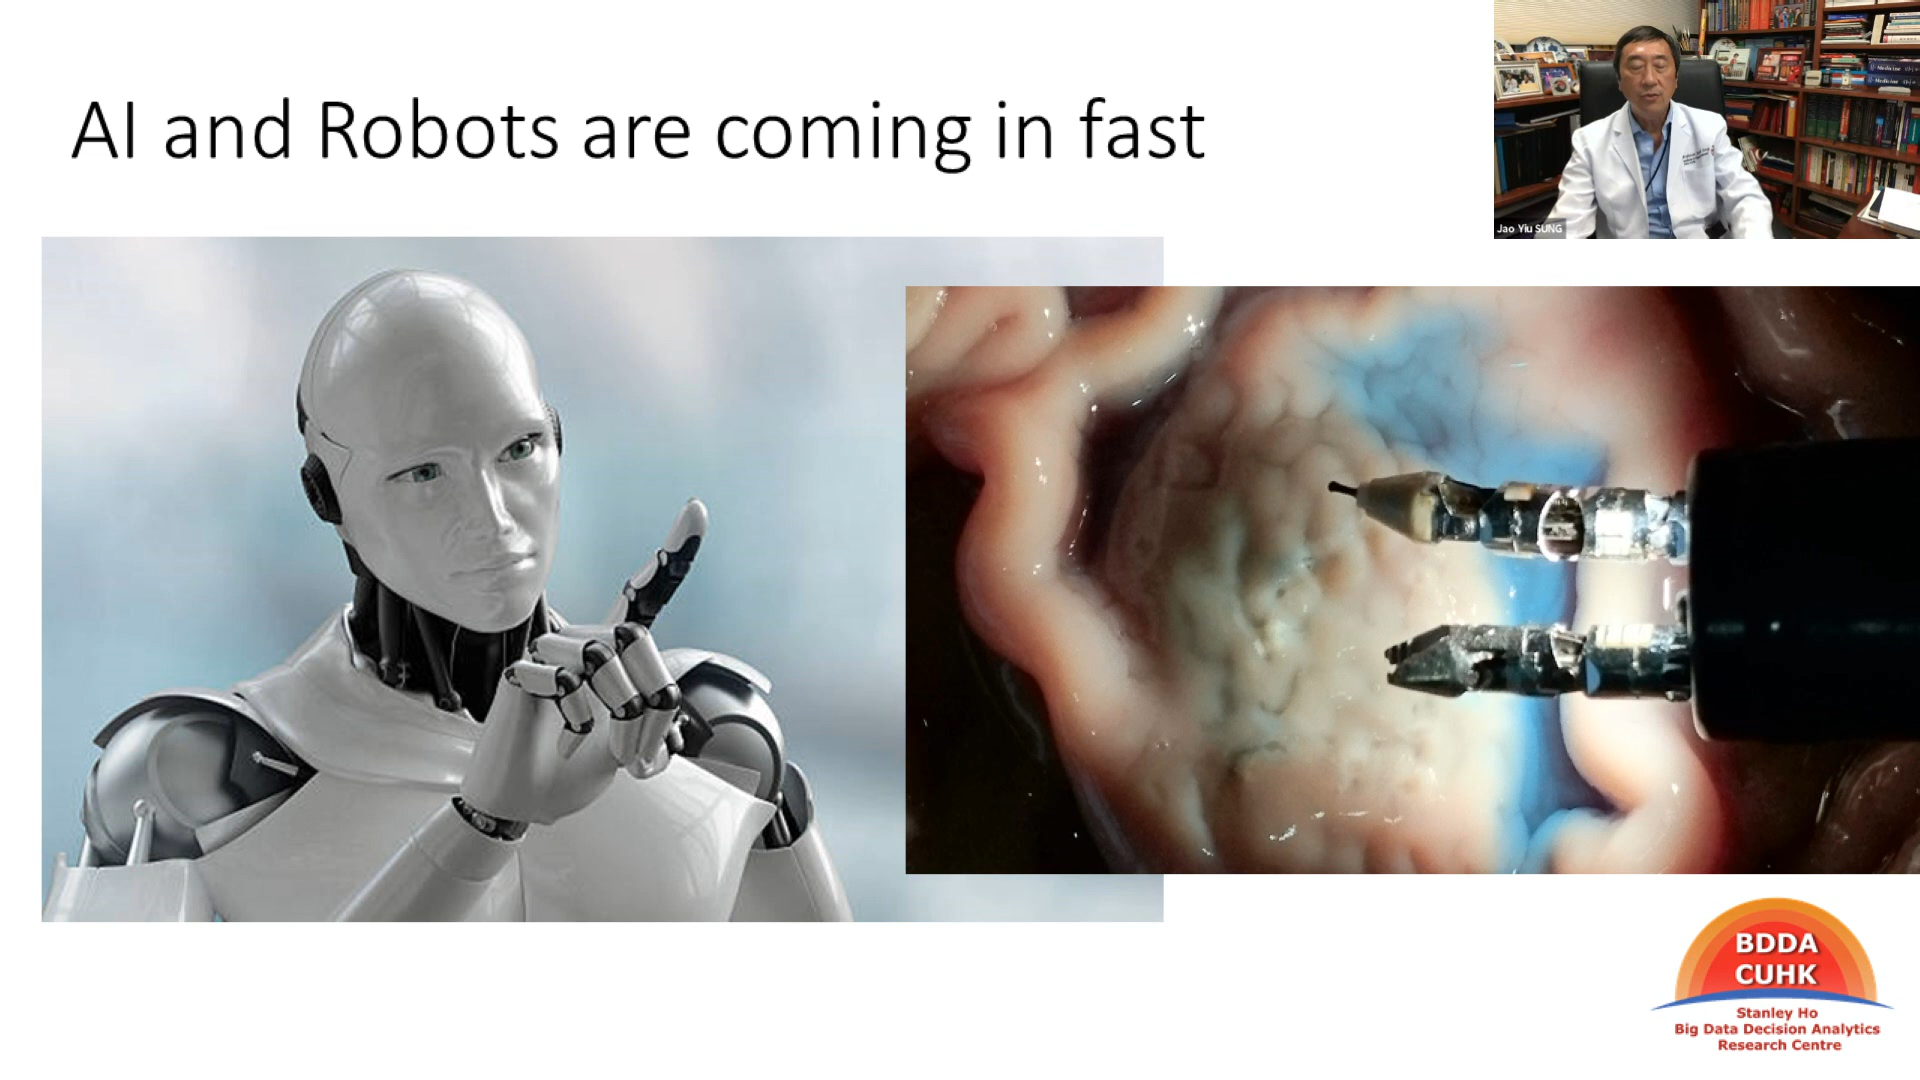 AI and Robots are coming in fast
Jao Yiu SUNG
BDDA
CUHK
Stanley Ho
Big Data Decision Analytics
Research Centre